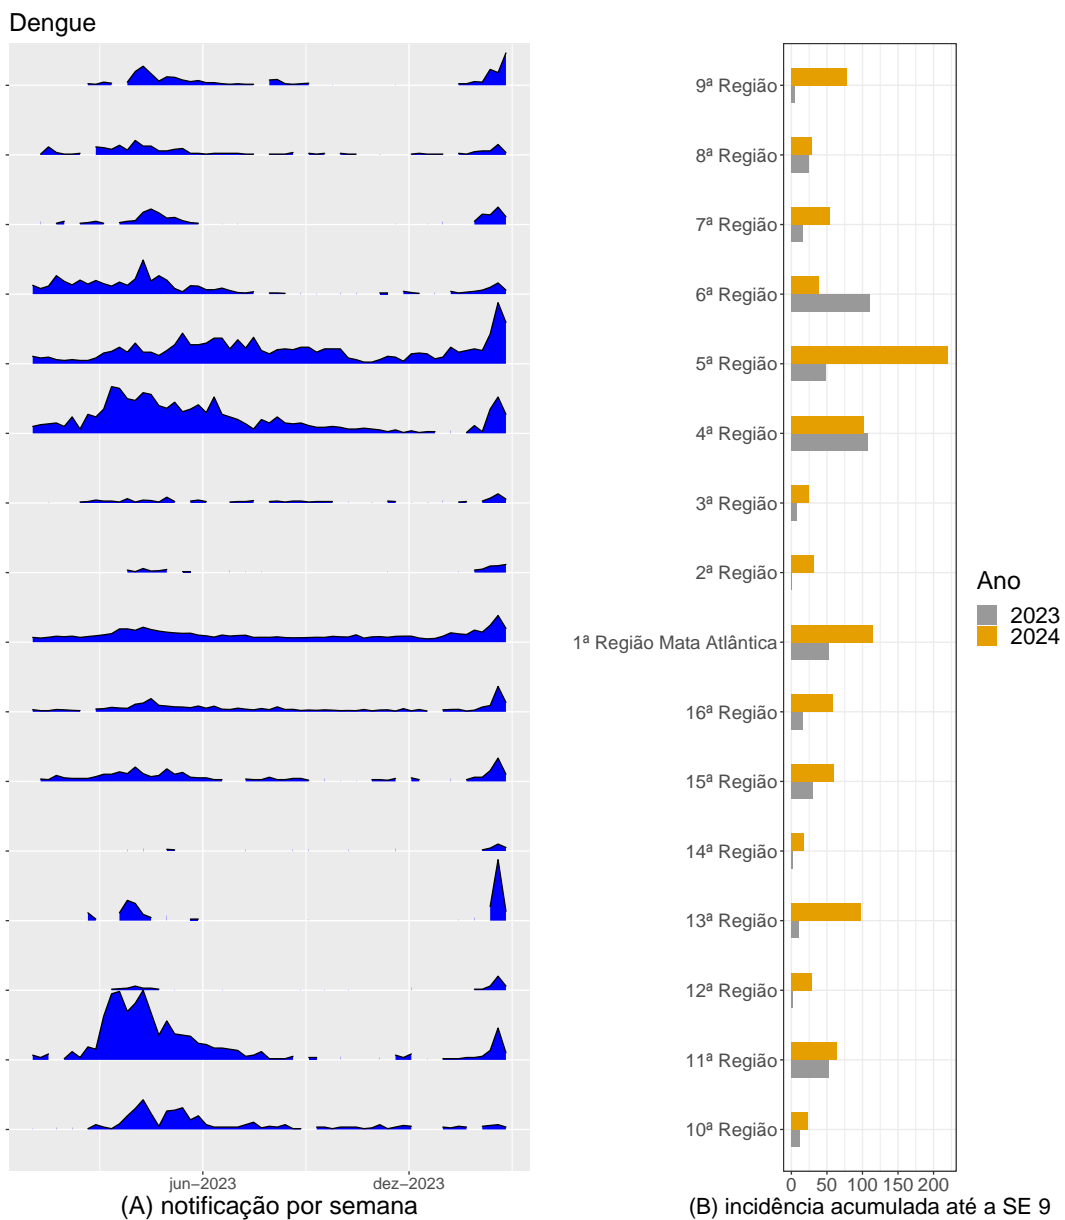 Dengue
9ª Região
8ª Região
7ª Região
6ª Região
5ª Região
4ª Região
3ª Região
2ª Região
1ª Região Mata Atlântica
16ª Região
15ª Região
14ª Região
13ª Região
12ª Região
11ª Região
10ª Região
Ano
2023
2024
jun−2023 dez−2023
0 50 100 150 200
(A) notificação por semana
(B) incidência acumulada até a SE 9